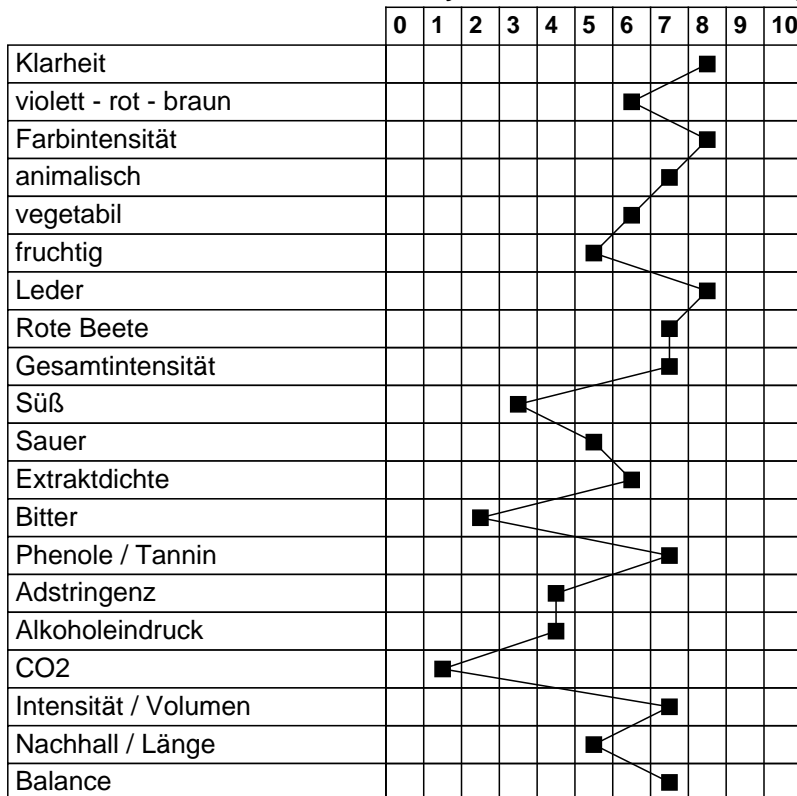 0 1 2 3 4 5 6 7 8 9 10
Klarheit
violett - rot - braun
Farbintensität
animalisch
vegetabil
fruchtig
Leder
Rote Beete
Gesamtintensität
Süß
Sauer
Extraktdichte
Bitter
Phenole / Tannin
Adstringenz
Alkoholeindruck
CO2
Intensität / Volumen
Nachhall / Länge
Balance